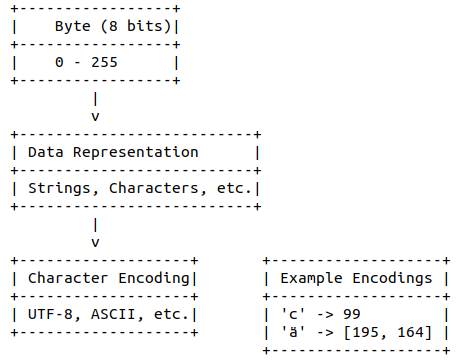 +-----------------+
|    Byte (8 bits)|
+-----------------+
|    0 - 255      |
+-----------------+
         |
         v
+--------------------------+
| Data Representation      |
+--------------------------+
| Strings, Characters, etc.|
+--------------------------+
         |
         v
+-------------------+       +-------------------+
| Character Encoding|       | Example Encodings |
+-------------------+       +-------------------+
| UTF-8, ASCII, etc.|       | 'c' -> 99         |
+-------------------+       | 'ä' -> [195, 164] |
                            +-------------------+